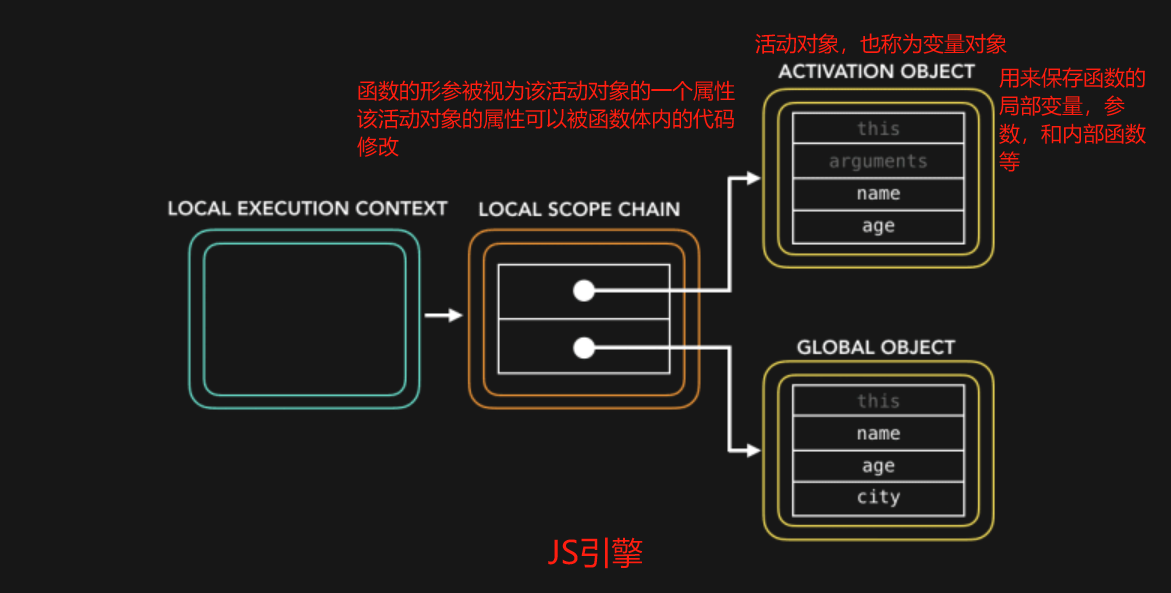 活动对象，也称为变量对象
ACTIVATION OBJECT
用来保存函数的
局部变量，参
数，和内部函数
等
函数的形参被视为该活动对象的一个属性
该活动对象的属性可以被函数体内的代码
修改
this
arguments
name
age
LOCAL EXECUTION CONTEXT
LOCAL SCOPE CHAIN
GLOBAL OBJECT
this
name
age
city
JS引擎